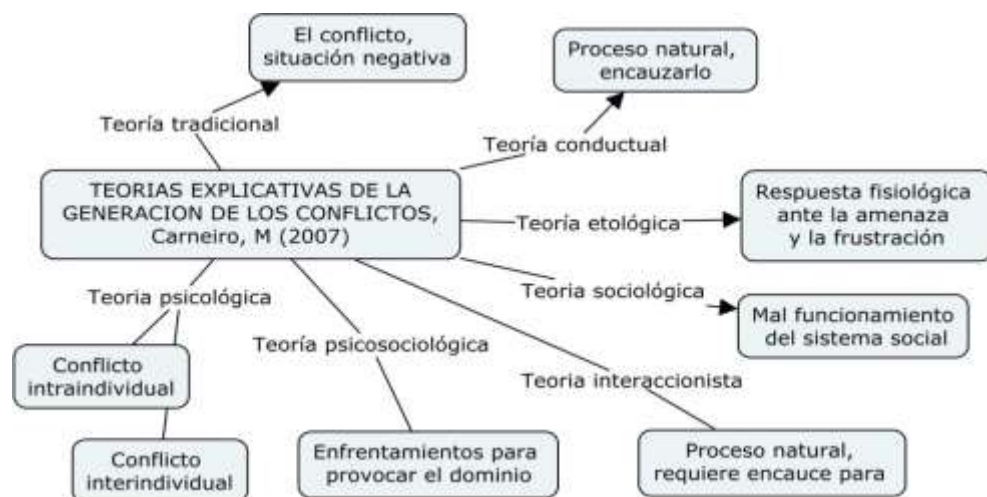 El conflicto,
situación negativa
Proceso natural,
encauzarlo
Teoría tradicional
Teoría conductual
TEORIAS EXPLICATIVAS DE LA
GENERACION DE LOS CONFLICTOS,
Carneiro, M (2007)
Respuesta fisiológica
ante la amenaza
y la frustración
Teoría etológica
Teoria psicológica
Teoria sociológica
Mal funcionamiento
del sistema social
Teoría psicosociológica
Conflicto
intraindividual
Teoria interaccionista
Conflicto
interindividual
Enfrentamientos para
provocar el dominio
Proceso natural,
requiere encauce para